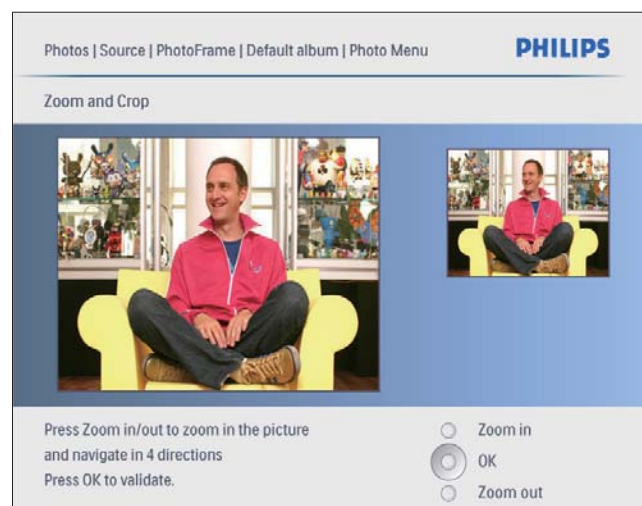 Photos | Source | PhotoFrame | Default album | Photo Menu
PHILIPS
Zoom and Crop
Press Zoom in/out to zoom in the picture
and navigate in 4 directions
Press OK to validate.
Zoom in
OK
Zoom out